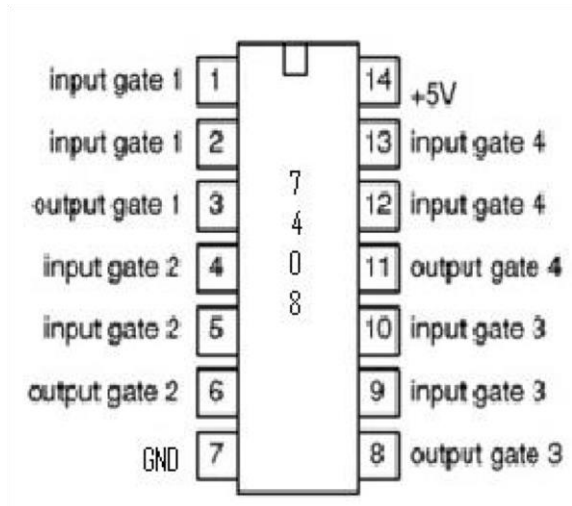 input gate 1 1 14 +5V
input gate 1 2 13 input gate 4
output gate 1 3 12 input gate 4
input gate 2 4 11 output gate 4
input gate 2 5 10 input gate 3
output gate 2 6 9 input gate 3
GND 7 8 output gate 3
7
4
0
8